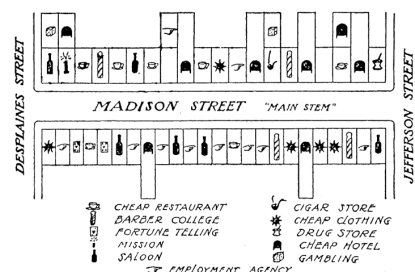 DESPLAINES STREET
MADISON STREET "MAIN STEM"
JEFFERSON STREET
CHEAP RESTAURANT
BARBER COLLEGE
FORTUNE TELLING
MISSION
SALOON
EMPLOYMENT AGENCY
CIGAR STORE
CHEAP CLOTHING
DRUG STORE
CHEAP HOTEL
GAMBLING